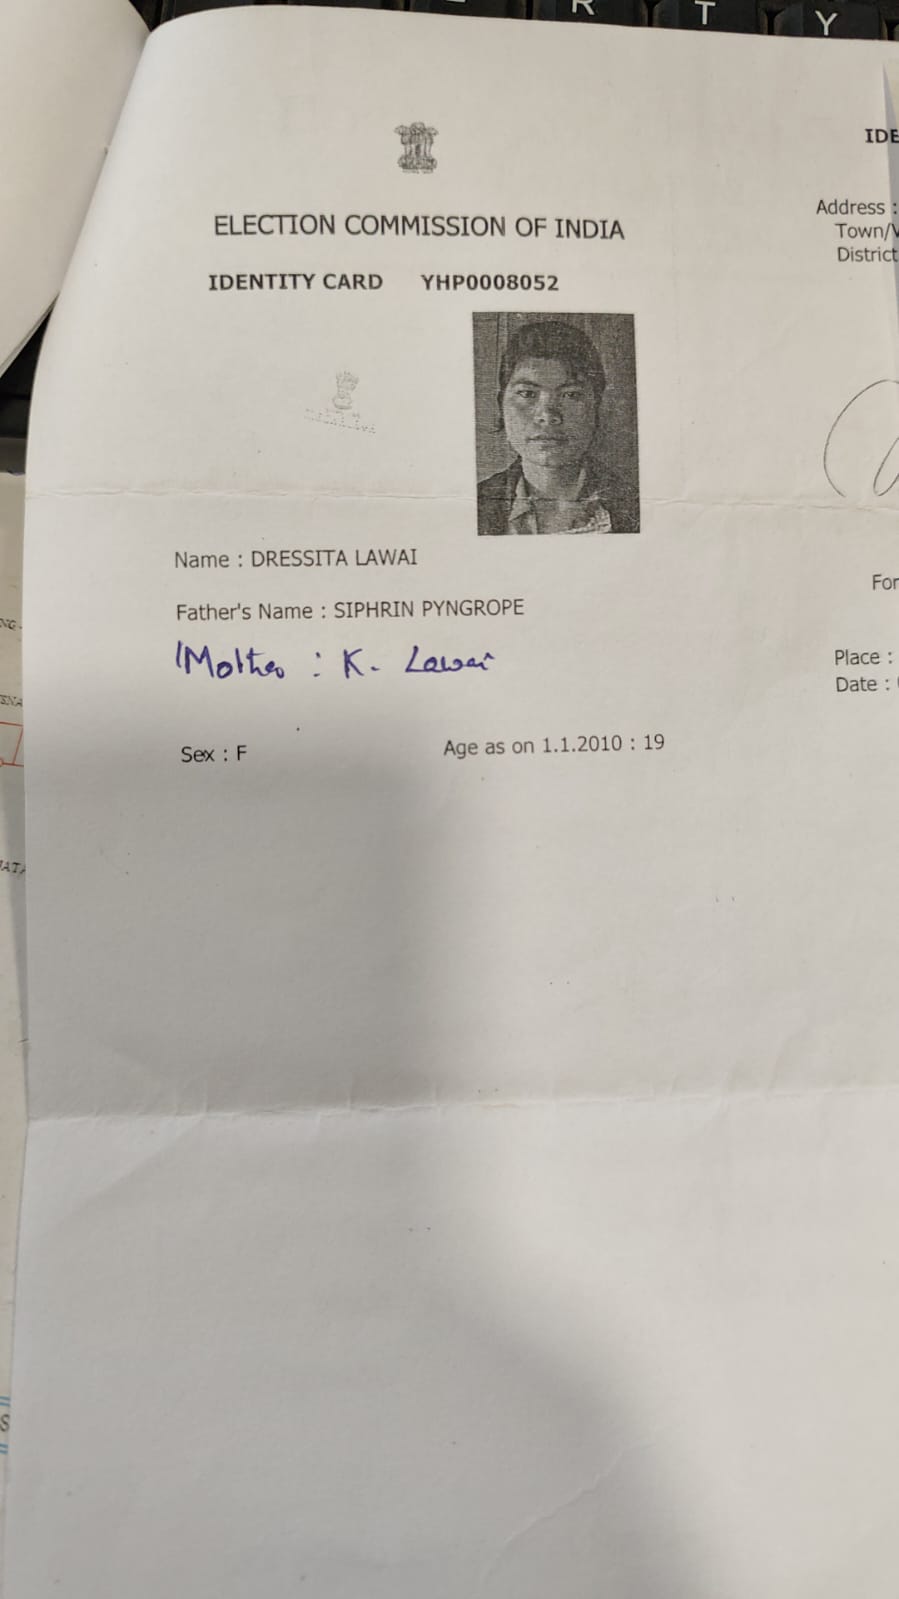 R T Y
ELECTION COMMISSION OF INDIA
IDENTITY CARD YHP0008052
Name : DRESSITA LAWAI
Father's Name : SIPHRIN PYNGROPE
Mother : K. Lawai
Sex : F Age as on 1.1.2010 : 19
IDE
Address :
Town/V
District
For
Place :
Date :